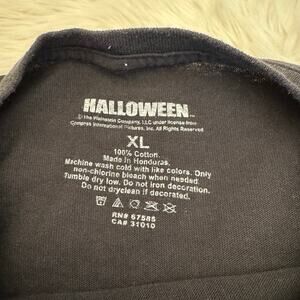 HALLOWEEN™
© The Weinstein Company, LLC under license from
Compass International Pictures, Inc. All Rights Reserved
XL
100% Cotton.
Made in Honduras.
Machine wash cold with like colors. Only
non-chlorine bleach when needed.
Tumble dry low. Do not iron decoration.
Do not dryclean if decorated.
RN# 67585
CA# 31010